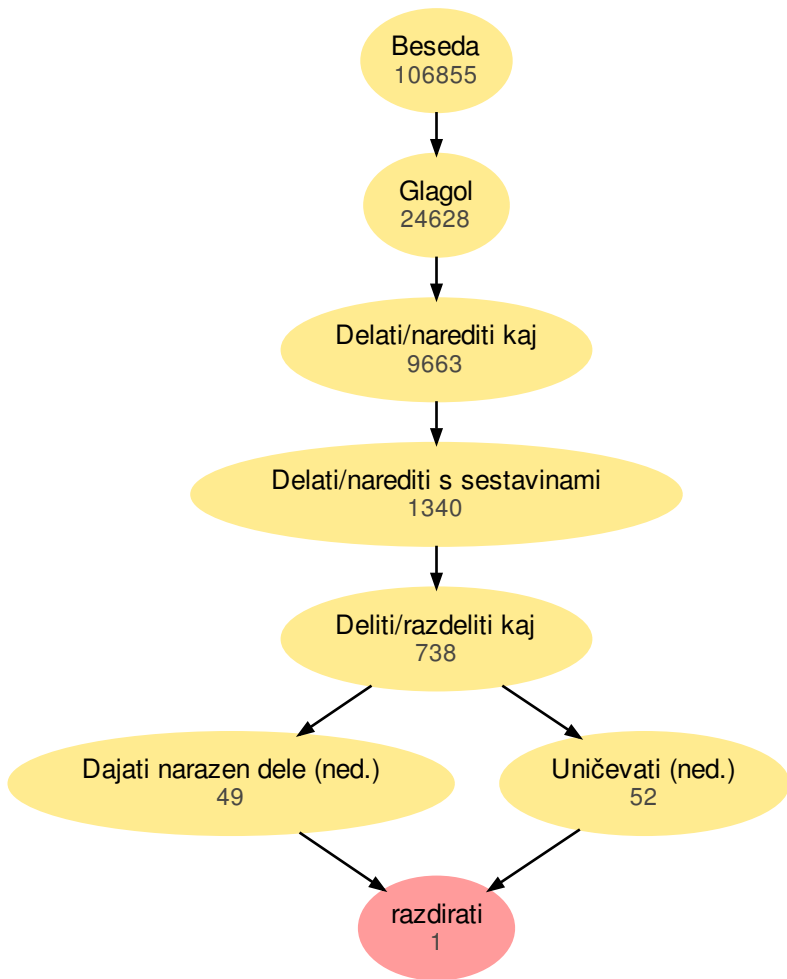 Beseda
106855
Glagol
24628
Delati/narediti kaj
9663
Delati/narediti s sestavinami
1340
Deliti/razdeliti kaj
738
Dajati narazen dele (ned.)
49
Uničevati (ned.)
52
razdirati
1